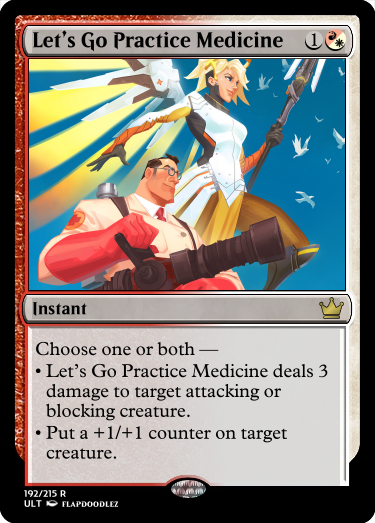 Let's Go Practice Medicine 1
Instant
Choose one or both —
• Let's Go Practice Medicine deals 3
damage to target attacking or
blocking creature.
• Put a +1/+1 counter on target
creature.
192/215 R
ULT FLAPDOODLEZ